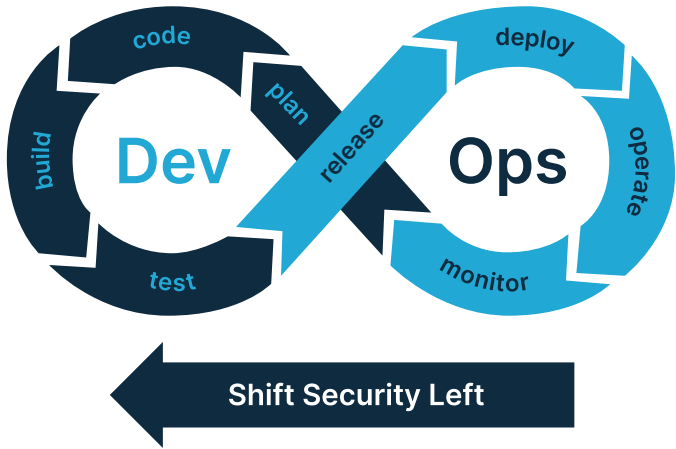 code
plan
build
Dev
test
release
deploy
operate
Ops
monitor
Shift Security Left